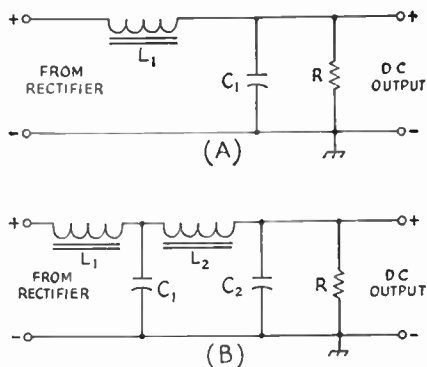 + +
L1
FROM RECTIFIER C1 R DC OUTPUT
- -
(A)
+ +
L1 L2
FROM RECTIFIER C1 C2 R DC OUTPUT
- -
(B)